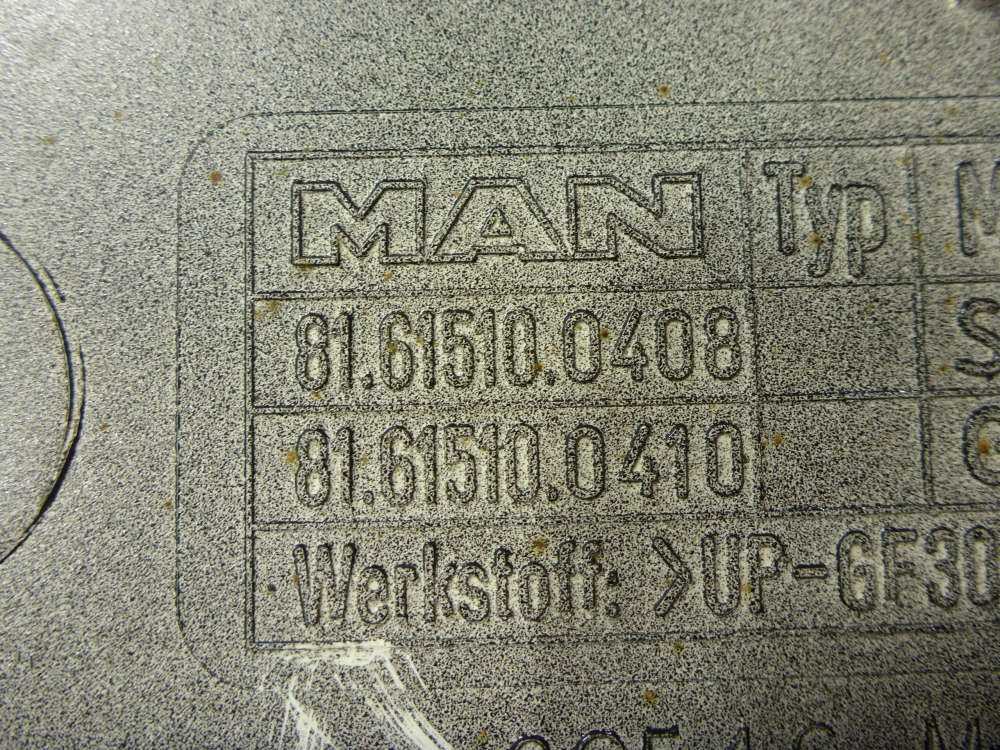 MAN Typ
81.61510.0408
81.61510.0410
Werkstoff: >UP-GF30